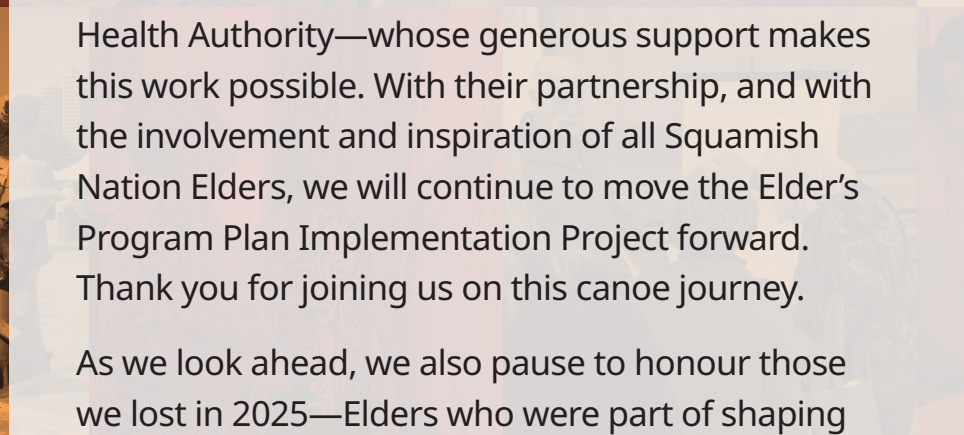 Health Authority—whose generous support makes
this work possible. With their partnership, and with
the involvement and inspiration of all Squamish
Nation Elders, we will continue to move the Elder’s
Program Plan Implementation Project forward.
Thank you for joining us on this canoe journey.
As we look ahead, we also pause to honour those
we lost in 2025—Elders who were part of shaping